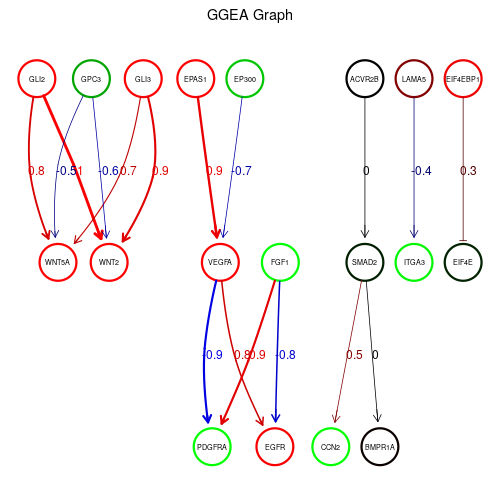 GGEA Graph
GLI2 GPC3 GLI3 EPAS1 EP300 ACVR2B LAMA5 EIF4EBP1
0.8 -0.5 1 -0.6 0.7 0.9 0.9 -0.7 0 -0.4 0.3
WNT5A WNT2 VEGFA FGF1 SMAD2 ITGA3 EIF4E
-0.9 0.8 0.9 -0.8 0.5 0
PDGFRA EGFR CCN2 BMPR1A